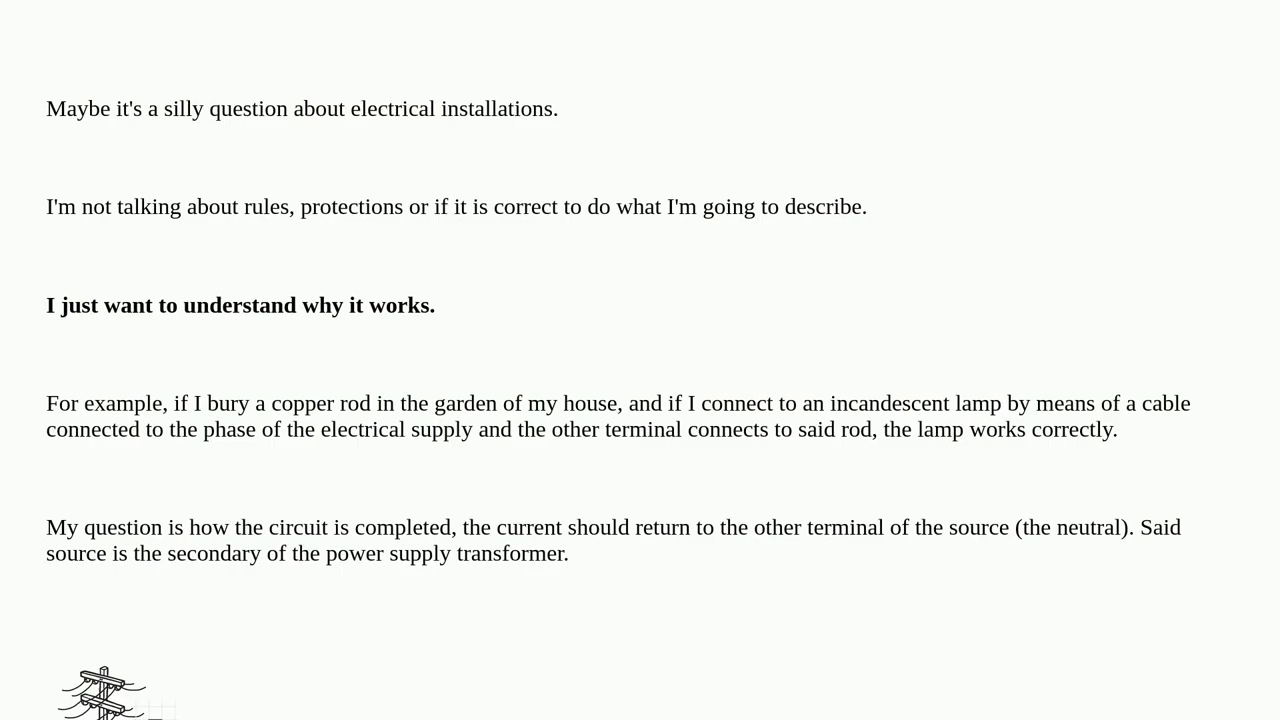 Maybe it's a silly question about electrical installations.
I'm not talking about rules, protections or if it is correct to do what I'm going to describe.
I just want to understand why it works.
For example, if I bury a copper rod in the garden of my house, and if I connect to an incandescent lamp by means of a cable
connected to the phase of the electrical supply and the other terminal connects to said rod, the lamp works correctly.
My question is how the circuit is completed, the current should return to the other terminal of the source (the neutral). Said
source is the secondary of the power supply transformer.